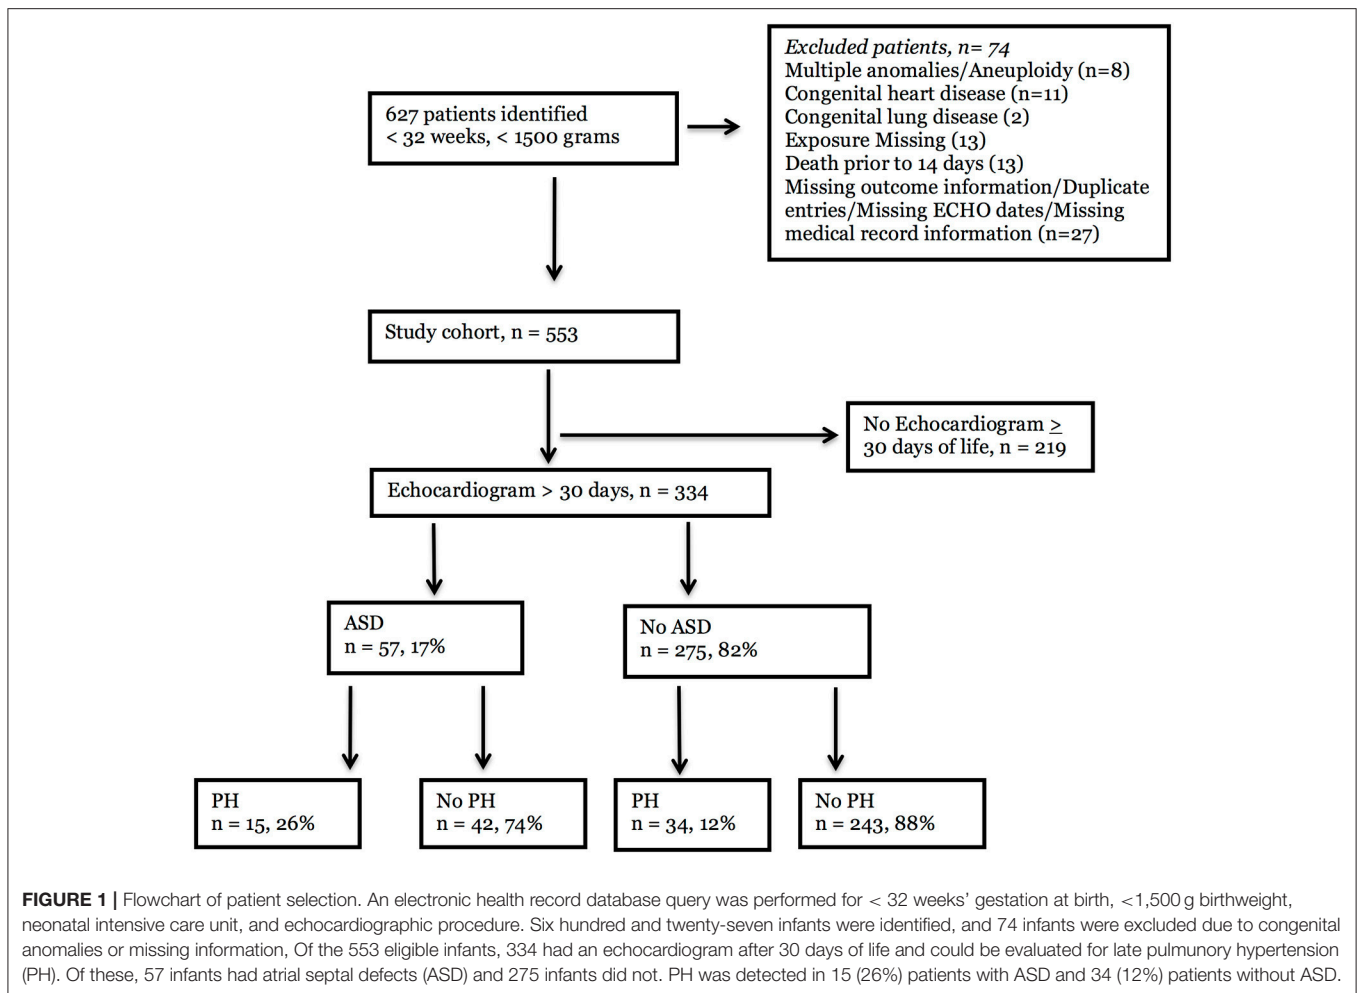 627 patients identified
< 32 weeks, < 1500 grams
Excluded patients, n= 74
Multiple anomalies/Aneuploidy (n=8)
Congenital heart disease (n=11)
Congenital lung disease (2)
Exposure Missing (13)
Death prior to 14 days (13)
Missing outcome information/Duplicate
entries/Missing ECHO dates/Missing
medical record information (n=27)
Study cohort, n = 553
No Echocardiogram ≥
30 days of life, n = 219
Echocardiogram > 30 days, n = 334
ASD
n = 57, 17%
No ASD
n = 275, 82%
PH
n = 15, 26%
No PH
n = 42, 74%
PH
n = 34, 12%
No PH
n = 243, 88%
FIGURE 1 | Flowchart of patient selection. An electronic health record database query was performed for < 32 weeks' gestation at birth, <1,500 g birthweight,
neonatal intensive care unit, and echocardiographic procedure. Six hundred and twenty-seven infants were identified, and 74 infants were excluded due to congenital
anomalies or missing information, Of the 553 eligible infants, 334 had an echocardiogram after 30 days of life and could be evaluated for late pulmunory hypertension
(PH). Of these, 57 infants had atrial septal defects (ASD) and 275 infants did not. PH was detected in 15 (26%) patients with ASD and 34 (12%) patients without ASD.